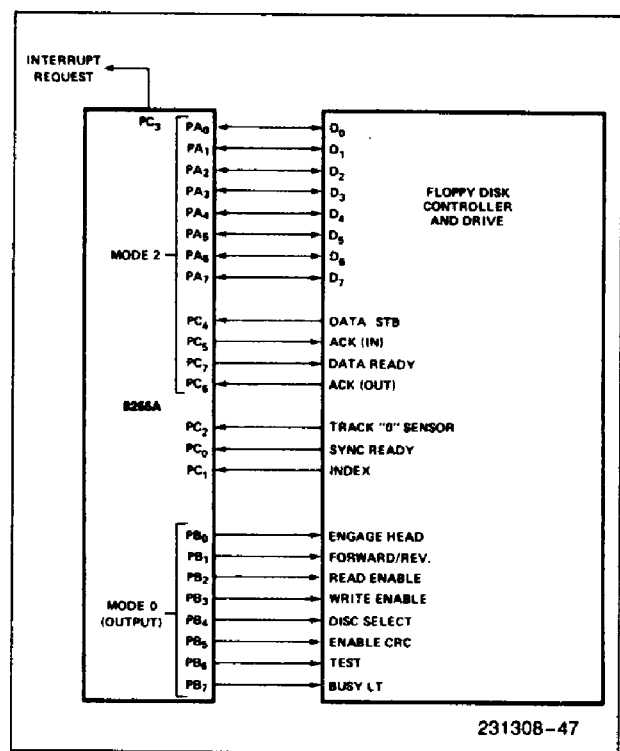 INTERRUPT
REQUEST
PC3
PA0 D0
PA1 D1
PA2 D2
PA3 D3
PA4 D4
PA5 D5
PA6 D6
PA7 D7
FLOPPY DISK
CONTROLLER
AND DRIVE
MODE 2
PC4 DATA STB
PC5 ACK (IN)
PC7 DATA READY
PC6 ACK (OUT)
8255A
PC2 TRACK "0" SENSOR
PC0 SYNC READY
PC1 INDEX
PB0 ENGAGE HEAD
PB1 FORWARD/REV.
PB2 READ ENABLE
PB3 WRITE ENABLE
MODE 0
(OUTPUT)
PB4 DISC SELECT
PB5 ENABLE CRC
PB6 TEST
PB7 BUSY LT
231308-47